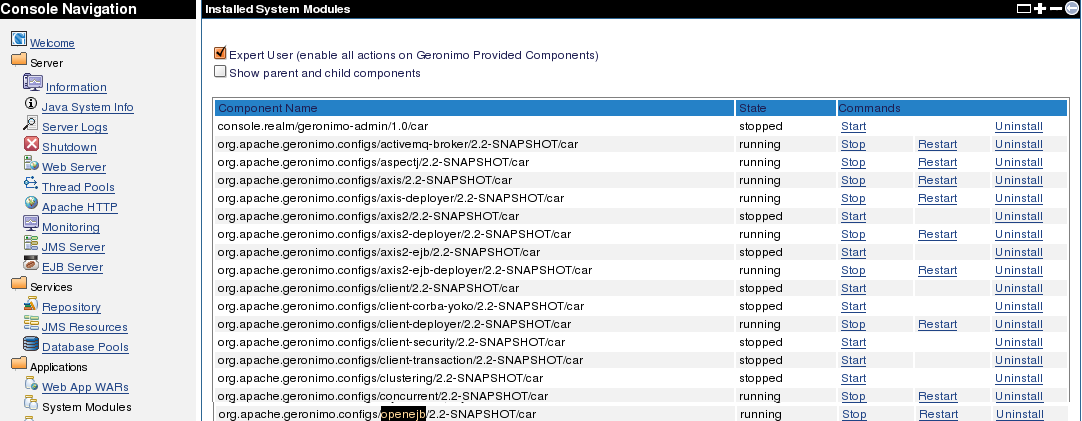 Console Navigation
Welcome
Server
Information
Java System Info
Server Logs
Shutdown
Web Server
Thread Pools
Apache HTTP
Monitoring
JMS Server
EJB Server
Services
Repository
JMS Resources
Database Pools
Applications
Web App WARs
System Modules
Installed System Modules
Expert User (enable all actions on Geronimo Provided Components)
Show parent and child components
Component Name State Commands
console.realm/geronimo-admin/1.0/car stopped Start Uninstall
org.apache.geronimo.configs/activemq-broker/2.2-SNAPSHOT/car running Stop Restart Uninstall
org.apache.geronimo.configs/aspectj/2.2-SNAPSHOT/car running Stop Restart Uninstall
org.apache.geronimo.configs/axis/2.2-SNAPSHOT/car running Stop Restart Uninstall
org.apache.geronimo.configs/axis-deployer/2.2-SNAPSHOT/car running Stop Restart Uninstall
org.apache.geronimo.configs/axis2/2.2-SNAPSHOT/car stopped Start Uninstall
org.apache.geronimo.configs/axis2-deployer/2.2-SNAPSHOT/car running Stop Restart Uninstall
org.apache.geronimo.configs/axis2-ejb/2.2-SNAPSHOT/car stopped Start Uninstall
org.apache.geronimo.configs/axis2-ejb-deployer/2.2-SNAPSHOT/car running Stop Restart Uninstall
org.apache.geronimo.configs/client/2.2-SNAPSHOT/car stopped Start Uninstall
org.apache.geronimo.configs/client-corba-yoko/2.2-SNAPSHOT/car stopped Start Uninstall
org.apache.geronimo.configs/client-deployer/2.2-SNAPSHOT/car running Stop Restart Uninstall
org.apache.geronimo.configs/client-security/2.2-SNAPSHOT/car stopped Start Uninstall
org.apache.geronimo.configs/client-transaction/2.2-SNAPSHOT/car stopped Start Uninstall
org.apache.geronimo.configs/clustering/2.2-SNAPSHOT/car stopped Start Uninstall
org.apache.geronimo.configs/concurrent/2.2-SNAPSHOT/car running Stop Restart Uninstall
org.apache.geronimo.configs/openejb/2.2-SNAPSHOT/car running Stop Restart Uninstall